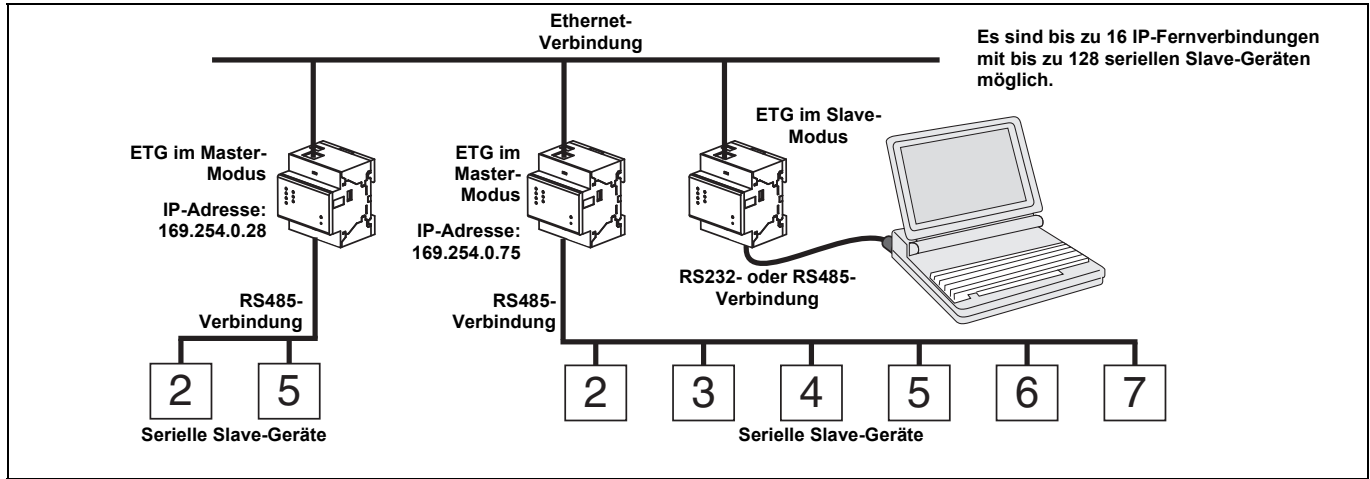 Ethernet-
Verbindung
Es sind bis zu 16 IP-Fernverbindungen
mit bis zu 128 seriellen Slave-Geräten
möglich.
ETG im Master-
Modus
IP-Adresse:
169.254.0.28
ETG im
Master-
Modus
IP-Adresse:
169.254.0.75
ETG im Slave-
Modus
RS232- oder RS485-
Verbindung
RS485-
Verbindung
RS485-
Verbindung
2
5
Serielle Slave-Geräte
2
3
4
5
6
7
Serielle Slave-Geräte